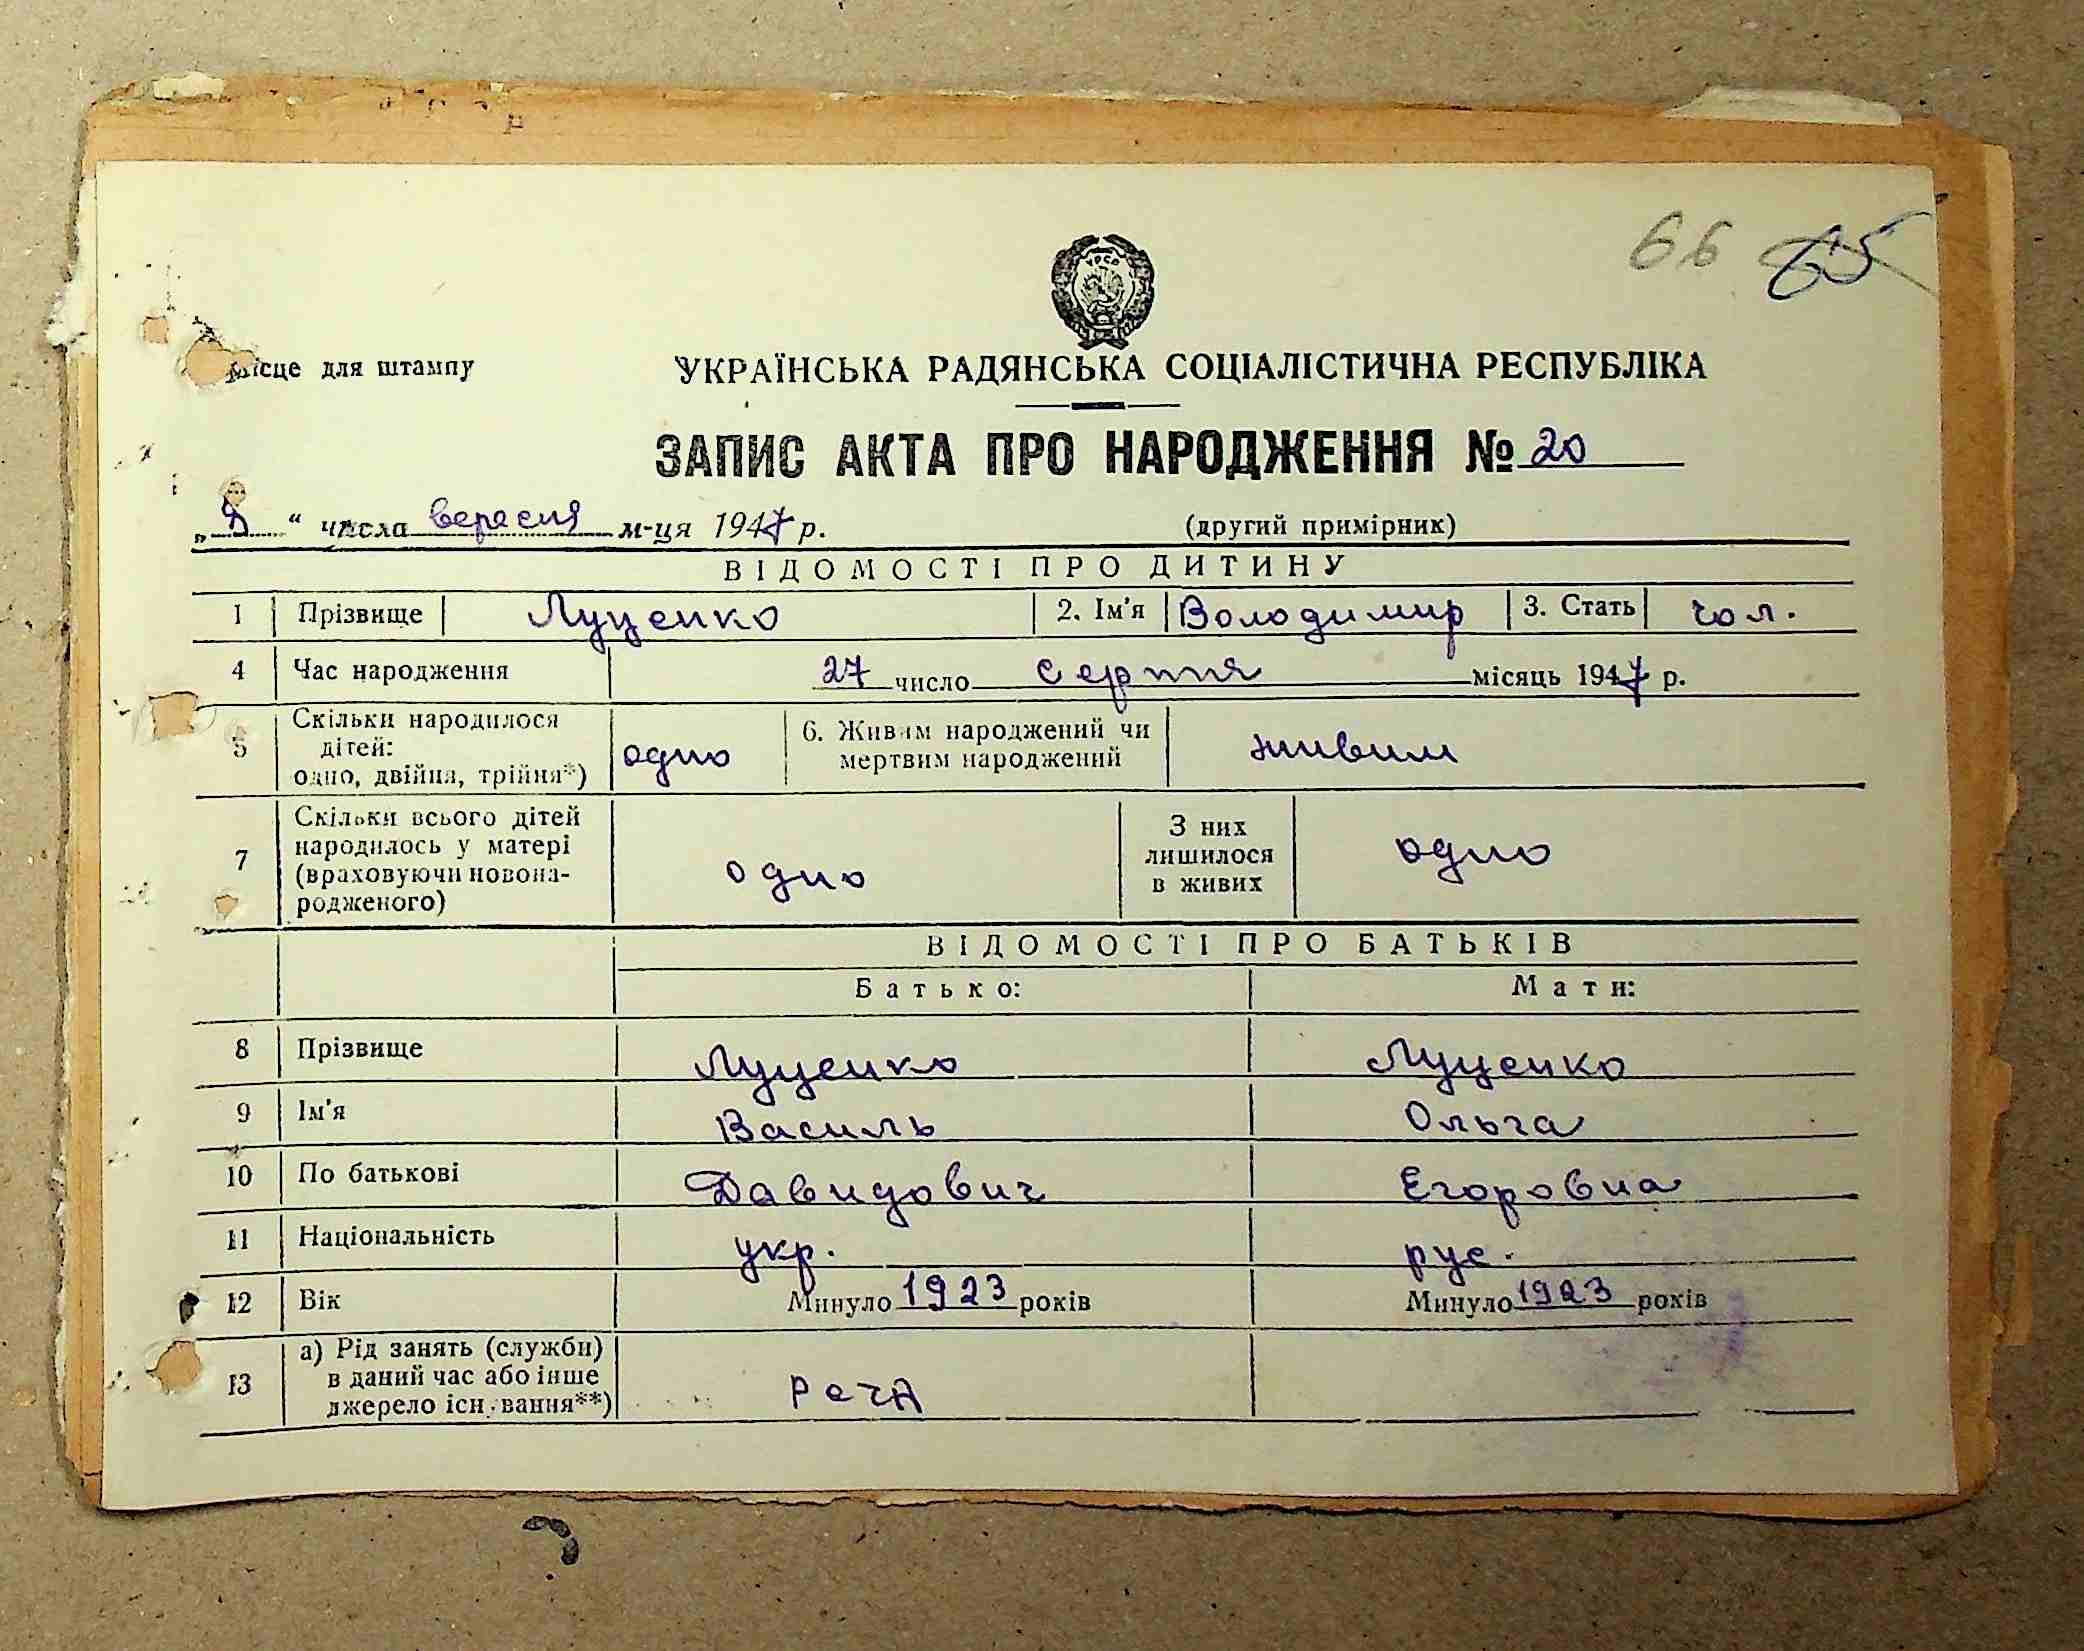 66 65
УРСР
Місце для штампу
УКРАЇНСЬКА РАДЯНСЬКА СОЦІАЛІСТИЧНА РЕСПУБЛІКА
ЗАПИС АКТА ПРО НАРОДЖЕННЯ № 20
„ “ числа вересня м-ця 1947 р. (другий примірник)
ВІДОМОСТІ ПРО ДИТИНУ
1 Прізвище Луценко 2. Ім'я Володимир 3. Стать чол.
4 Час народження 27 число серпня місяць 1947 р.
5 Скільки народилося дітей: одно, двійня, трійня*) одно 6. Живим народжений чи мертвим народжений живим
7 Скільки всього дітей народилось у матері (враховуючи новонародженого) одно З них лишилося в живих одно
ВІДОМОСТІ ПРО БАТЬКІВ
Батько: Мати:
8 Прізвище Луценко Луценко
9 Ім'я Василь Ольга
10 По батькові Давидович Егоровна
11 Національність укр. рус.
12 Вік Минуло 1923 років Минуло 1923 років
13 а) Рід занять (служби) в даний час або інше джерело існування**) РСЧА